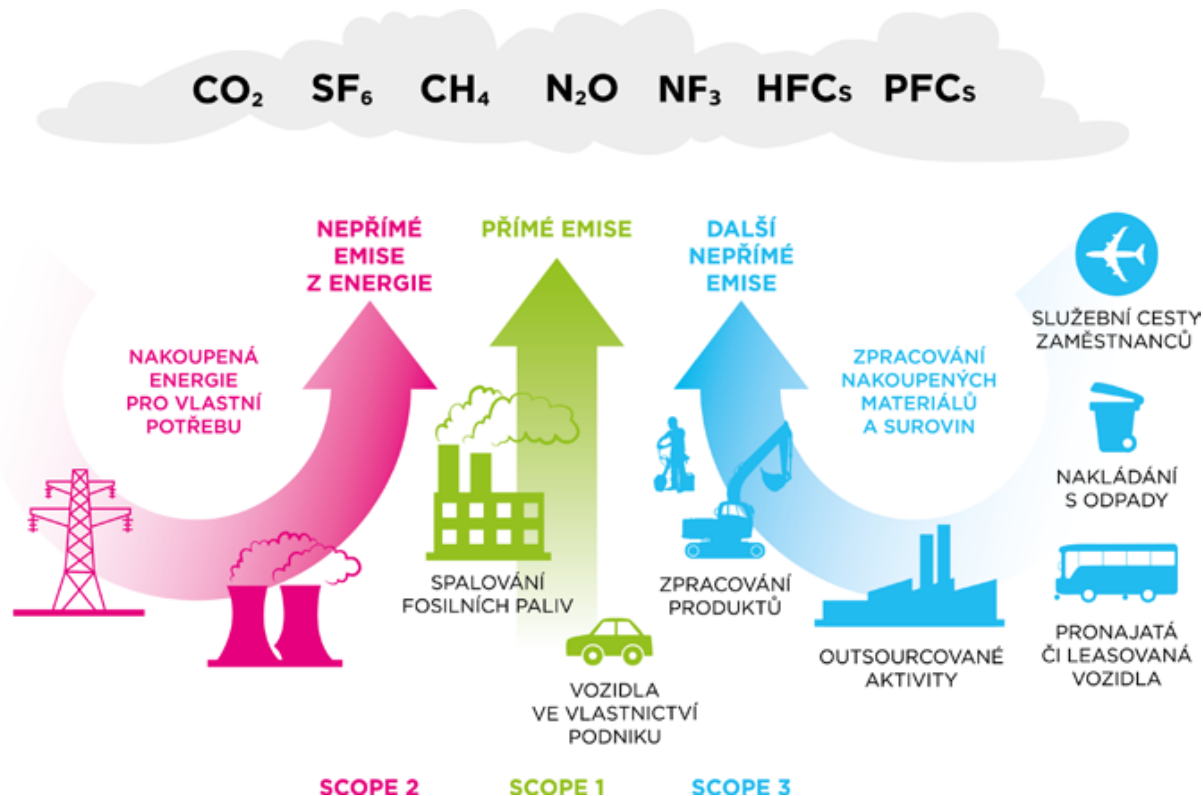 CO₂ SF₆ CH₄ N₂O NF₃ HFCs PFCs
NEPŘÍMÉ
EMISE
Z ENERGIE
PŘÍMÉ EMISE
DALŠÍ
NEPŘÍMÉ
EMISE
SLUŽEBNÍ CESTY
ZAMĚSTNANCŮ
NAKOUPENÁ
ENERGIE
PRO VLASTNÍ
POTŘEBU
ZPRACOVÁNÍ
NAKOUPENÝCH
MATERIÁLŮ
A SUROVIN
NAKLÁDÁNÍ
S ODPADY
SPALOVÁNÍ
FOSILNÍCH PALIV
ZPRACOVÁNÍ
PRODUKTŮ
OUTSOURCOVANÉ
AKTIVITY
PRONAJATÁ
ČI LEASOVANÁ
VOZIDLA
VOZIDLA
VE VLASTNICTVÍ
PODNIKU
SCOPE 2 SCOPE 1 SCOPE 3